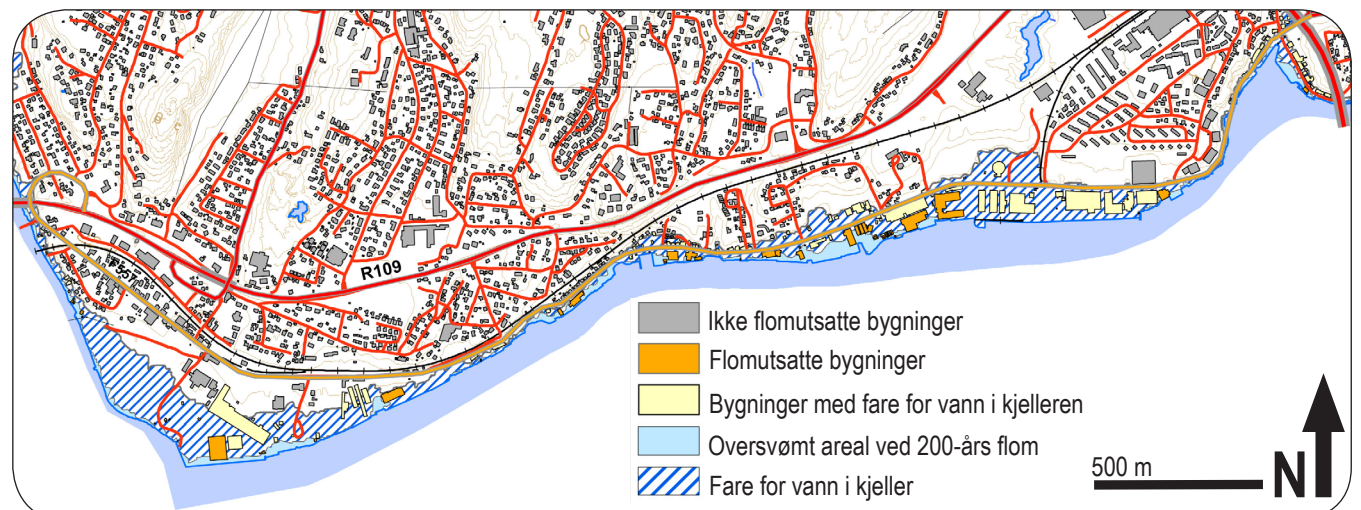 R109
Ikke flomutsatte bygninger
Flomutsatte bygninger
Bygninger med fare for vann i kjelleren
Oversvømt areal ved 200-års flom
Fare for vann i kjeller
500 m
N